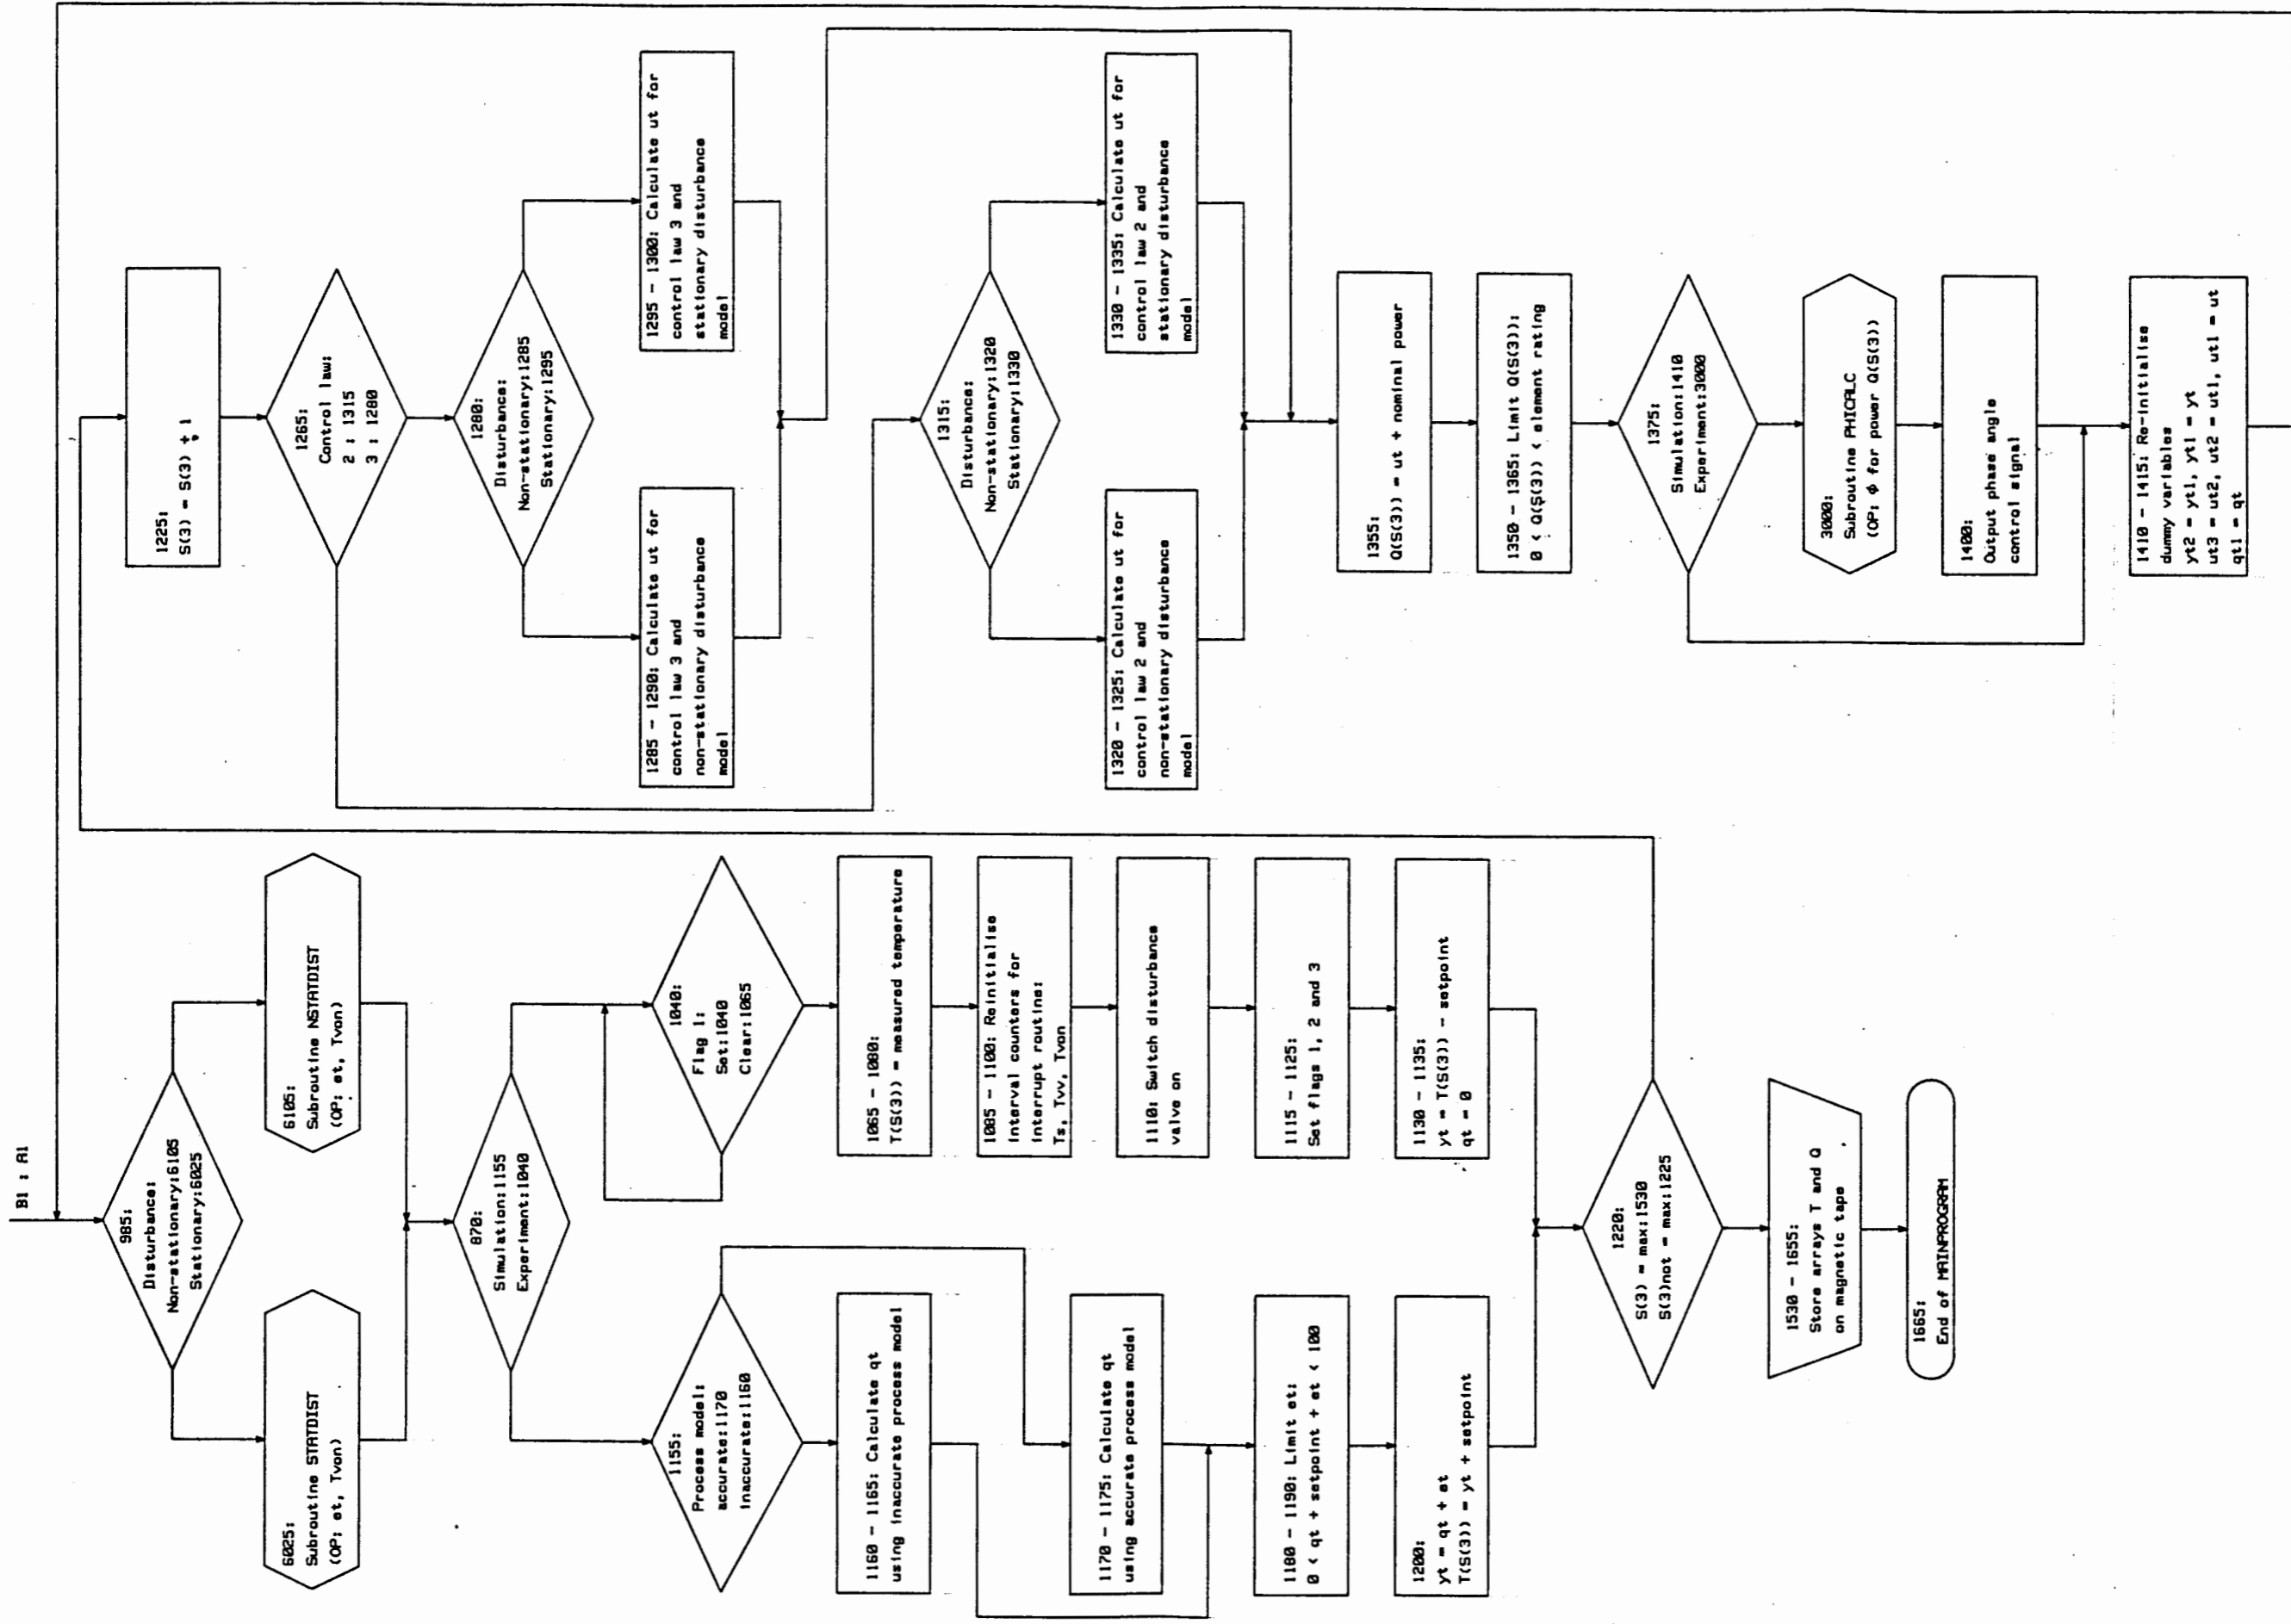 B1 : A1
985:
Disturbance:
Non-stationary:6105
Stationary:6025
6025:
Subroutine STATDIST
(OP: et, Tvon)
6105:
Subroutine NSTATDIST
(OP: et, Tvon)
870:
Simulation:1155
Experiment:1040
1155:
Process model:
accurate:1170
inaccurate:1160
1040:
Flag 1:
Set:1040
Clear:1065
1160 - 1165: Calculate qt
using inaccurate process model
1065 - 1080:
T(S(3)) = measured temperature
1085 - 1100: Reinitialise
interval counters for
interrupt routine:
Ts, Tvv, Tvon
1170 - 1175: Calculate qt
using accurate process model
1110: Switch disturbance
valve on
1180 - 1190: Limit et:
0 < qt + setpoint + et < 100
1115 - 1125:
Set flags 1, 2 and 3
1200:
yt = qt + et
T(S(3)) = yt + setpoint
1130 - 1135:
yt = T(S(3)) - setpoint
qt = 0
1220:
S(3) = max:1530
S(3)not = max:1225
1530 - 1655:
Store arrays T and Q
on magnetic tape
1665:
End of MAINPROGRAM
1225:
S(3) = S(3) + 1
1265:
Control law:
2 : 1315
3 : 1280
1280:
Disturbance:
Non-stationary:1285
Stationary:1295
1285 - 1290: Calculate ut for
control law 3 and
non-stationary disturbance
model
1295 - 1300: Calculate ut for
control law 3 and
stationary disturbance
model
1315:
Disturbance:
Non-stationary:1320
Stationary:1330
1320 - 1325: Calculate ut for
control law 2 and
non-stationary disturbance
model
1330 - 1335: Calculate ut for
control law 2 and
stationary disturbance
model
1355:
Q(S(3)) = ut + nominal power
1350 - 1365: Limit Q(S(3)):
0 < Q(S(3)) < element rating
1375:
Simulation:1410
Experiment:3000
3000:
Subroutine PHICALC
(OP: Φ for power Q(S(3))
1400:
Output phase angle
control signal
1410 - 1415: Re-initialise
dummy variables
yt2 = yt1, yt1 = yt
ut3 = ut2, ut2 = ut1, ut1 = ut
qt1 = qt